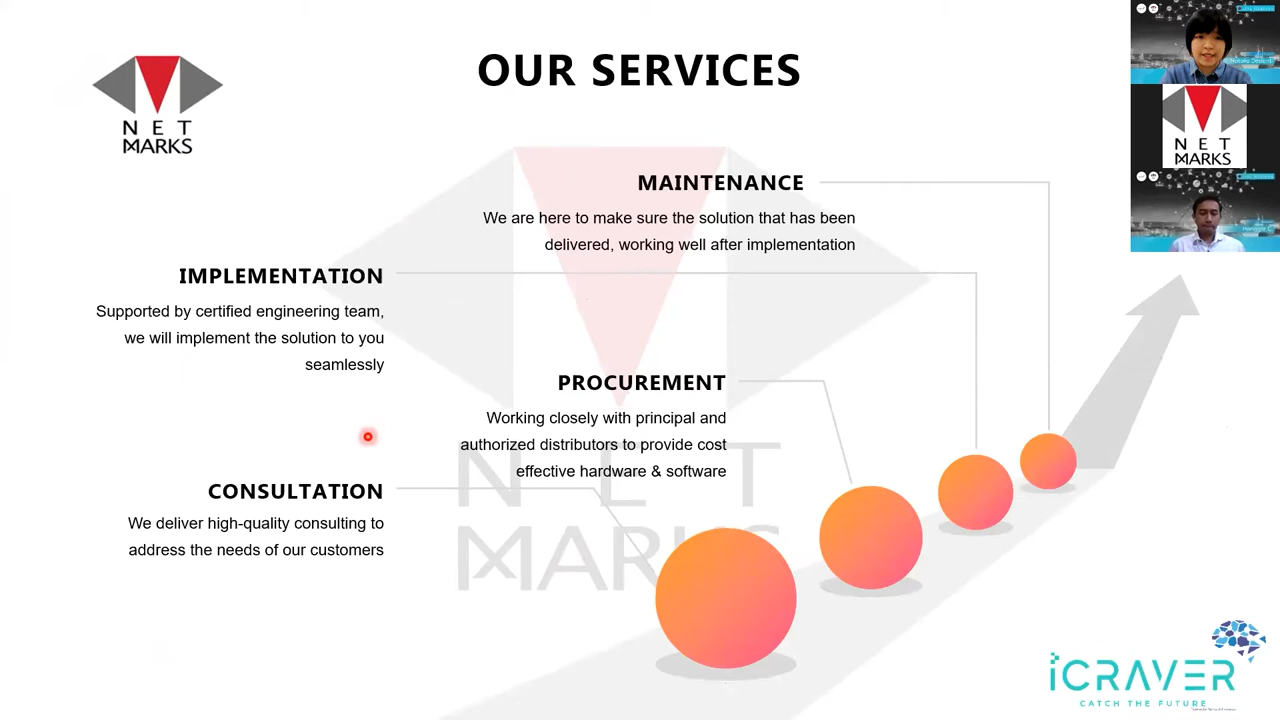 OUR SERVICES
NET
MARKS
MAINTENANCE
We are here to make sure the solution that has been
delivered, working well after implementation
IMPLEMENTATION
Supported by certified engineering team,
we will implement the solution to you
seamlessly
PROCUREMENT
Working closely with principal and
authorized distributors to provide cost
effective hardware & software
CONSULTATION
We deliver high-quality consulting to
address the needs of our customers
NET
MARKS
NET
MARKS
iCRAVER
CATCH THE FUTURE